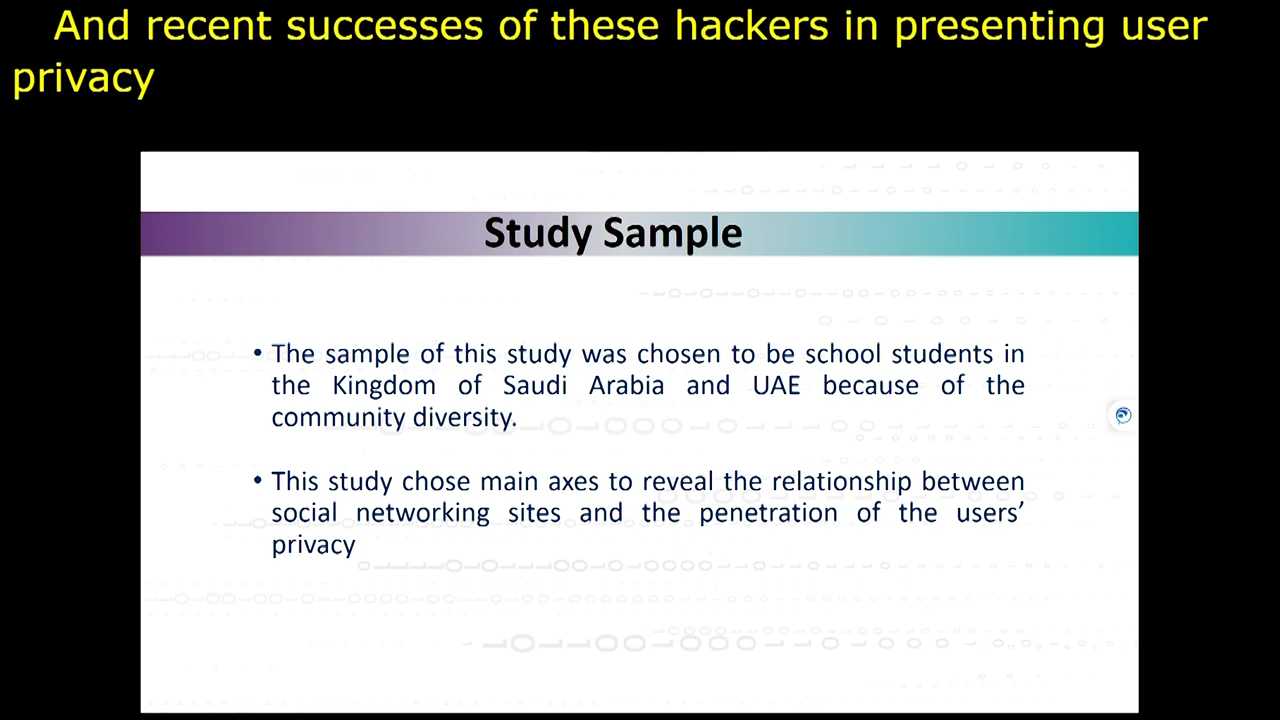 And recent successes of these hackers in presenting user
privacy
Study Sample
• The sample of this study was chosen to be school students in
the Kingdom of Saudi Arabia and UAE because of the
community diversity.
• This study chose main axes to reveal the relationship between
social networking sites and the penetration of the users’
privacy